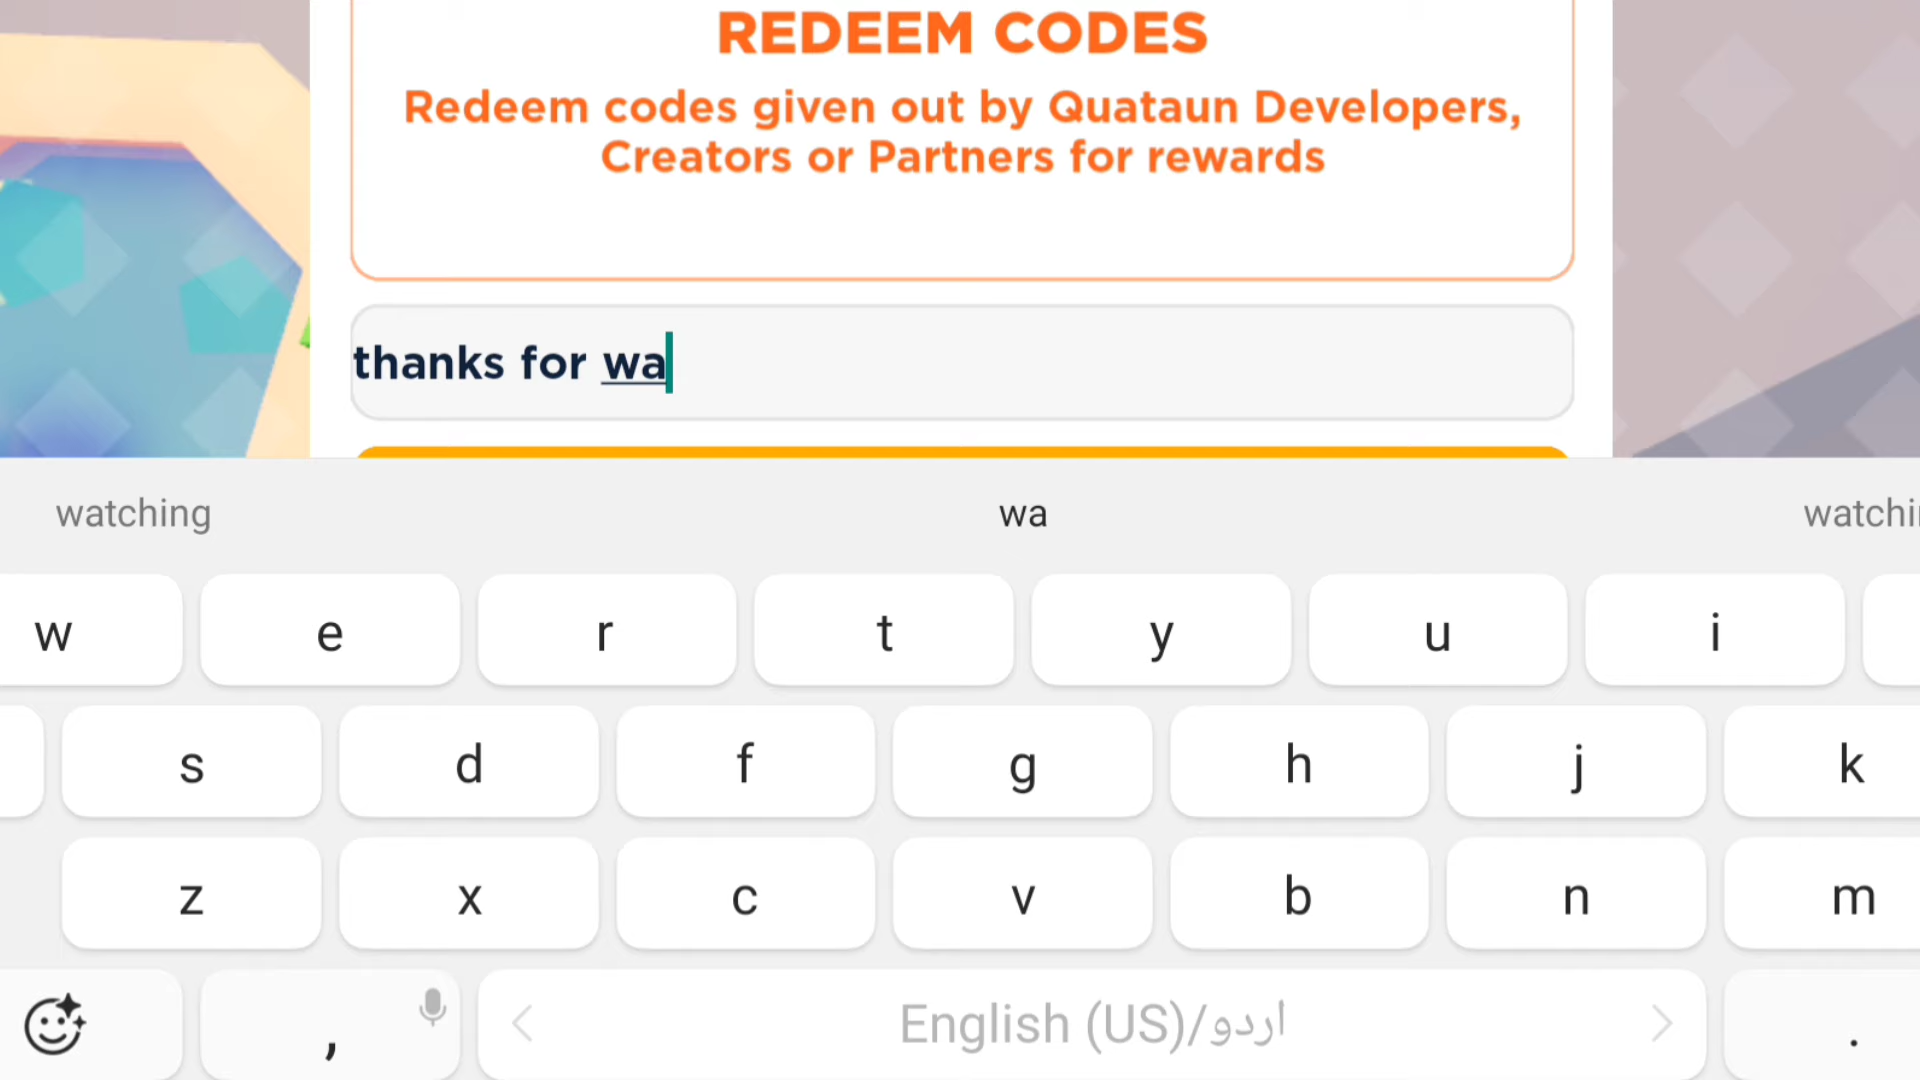 REDEEM CODES
Redeem codes given out by Quataun Developers,
Creators or Partners for rewards
thanks for wa
watching wa watchi
w e r t y u i
s d f g h j k
z x c v b n m
, English (US)/اردو .